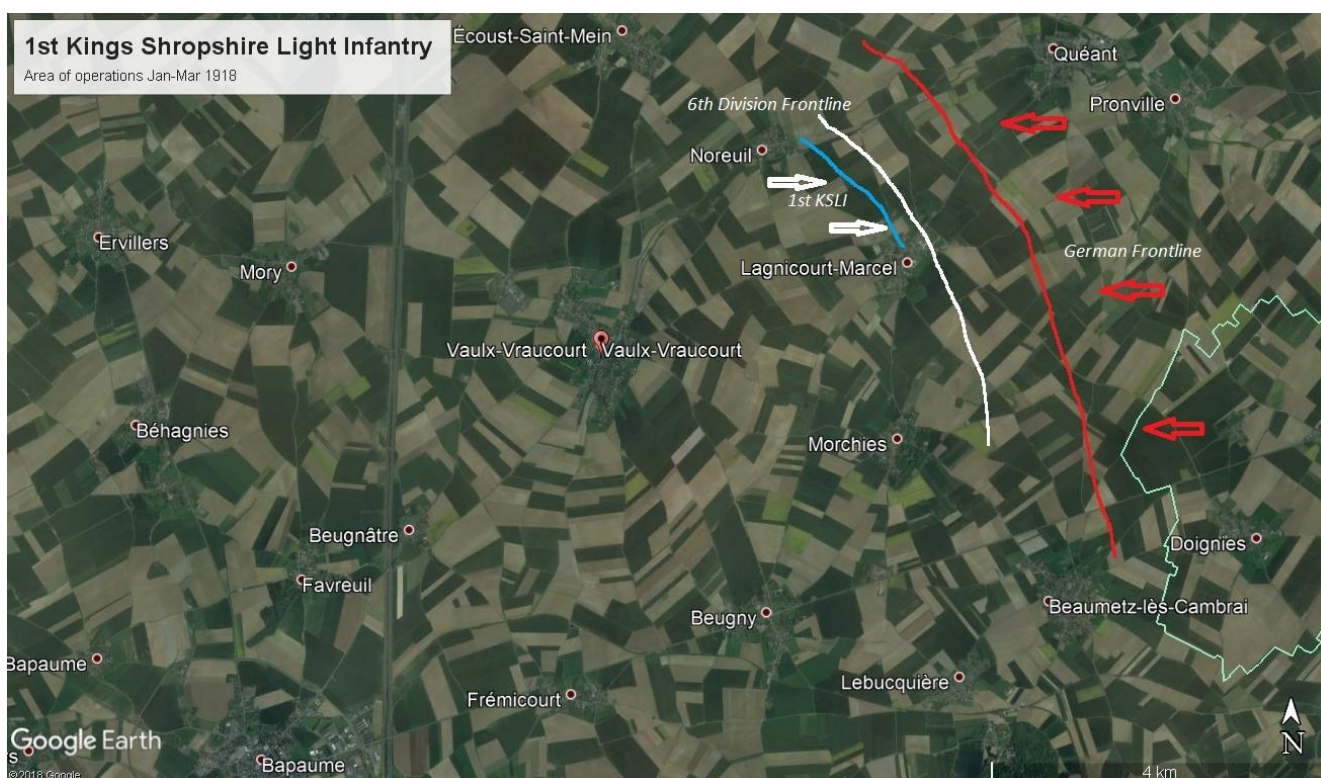 1st Kings Shropshire Light Infantry
Area of operations Jan-Mar 1918
Écoust-Saint-Mein
Quéant
6th Division Frontline
Pronville
Noreuil
1st KSLI
Ervillers
German Frontline
Mory
Lagnicourt-Marcel
Vaulx-Vraucourt
Vaulx-Vraucourt
Béhagnies
Morchies
Beugnâtre
Doignies
Favreuil
Beaumetz-lès-Cambrai
Beugny
Bapaume
Lebucquière
Frémicourt
Google Earth
N
s
Bapaume
©2018 Google
4 km